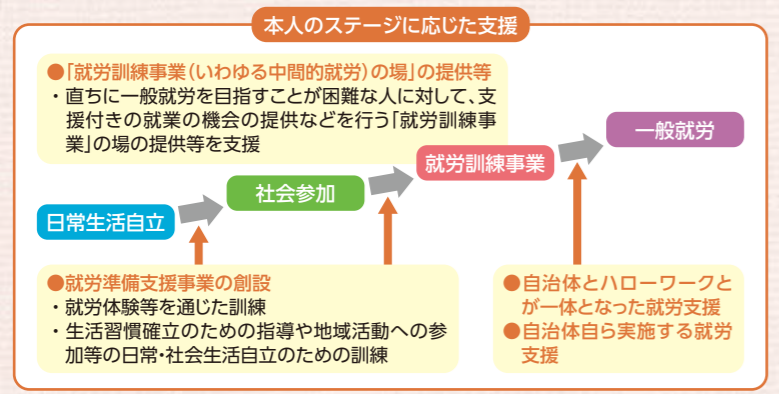 本人のステージに応じた支援
●「就労訓練事業(いわゆる中間的就労)の場」の提供等
・直ちに一般就労を目指すことが困難な人に対して、支
援付きの就業の機会の提供などを行う「就労訓練事
業」の場の提供等を支援
一般就労
就労訓練事業
社会参加
日常生活自立
●就労準備支援事業の創設
・就労体験等を通じた訓練
・生活習慣確立のための指導や地域活動への参
加等の日常・社会生活自立のための訓練
●自治体とハローワークと
が一体となった就労支援
●自治体自ら実施する就労
支援